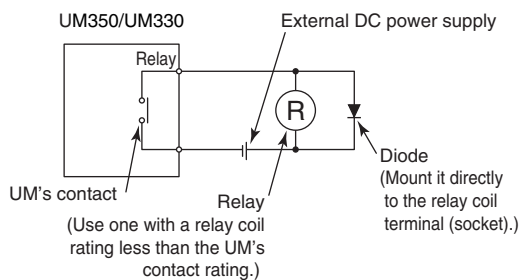 UM350/UM330
External DC power supply
Relay
R
UM's contact
Relay
(Use one with a relay coil
rating less than the UM's
contact rating.)
Diode
(Mount it directly
to the relay coil
terminal (socket).)